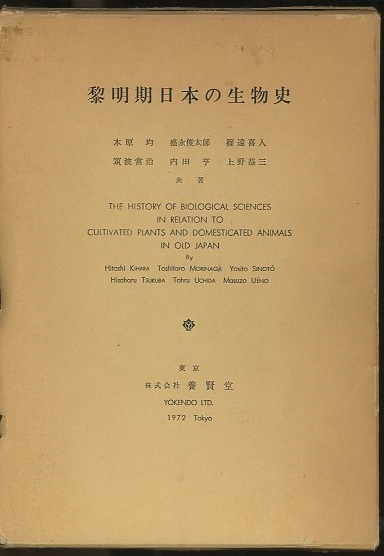 黎明期日本の生物史
木原 均 盛永俊太郎 篠遠喜人
筑波常治 内田 亨 上野益三
共 著
THE HISTORY OF BIOLOGICAL SCIENCES
IN RELATION TO
CULTIVATED PLANTS AND DOMESTICATED ANIMALS
IN OLD JAPAN
By
Hitoshi KIHARA Toshitaro MORINAGA Yosito SINOTÔ
Hisaharu TSUKUBA Tohru UCHIDA Masuzo UÉNO
東 京
株式会社 養 賢 堂
YOKENDO LTD.
1972 Tokyo